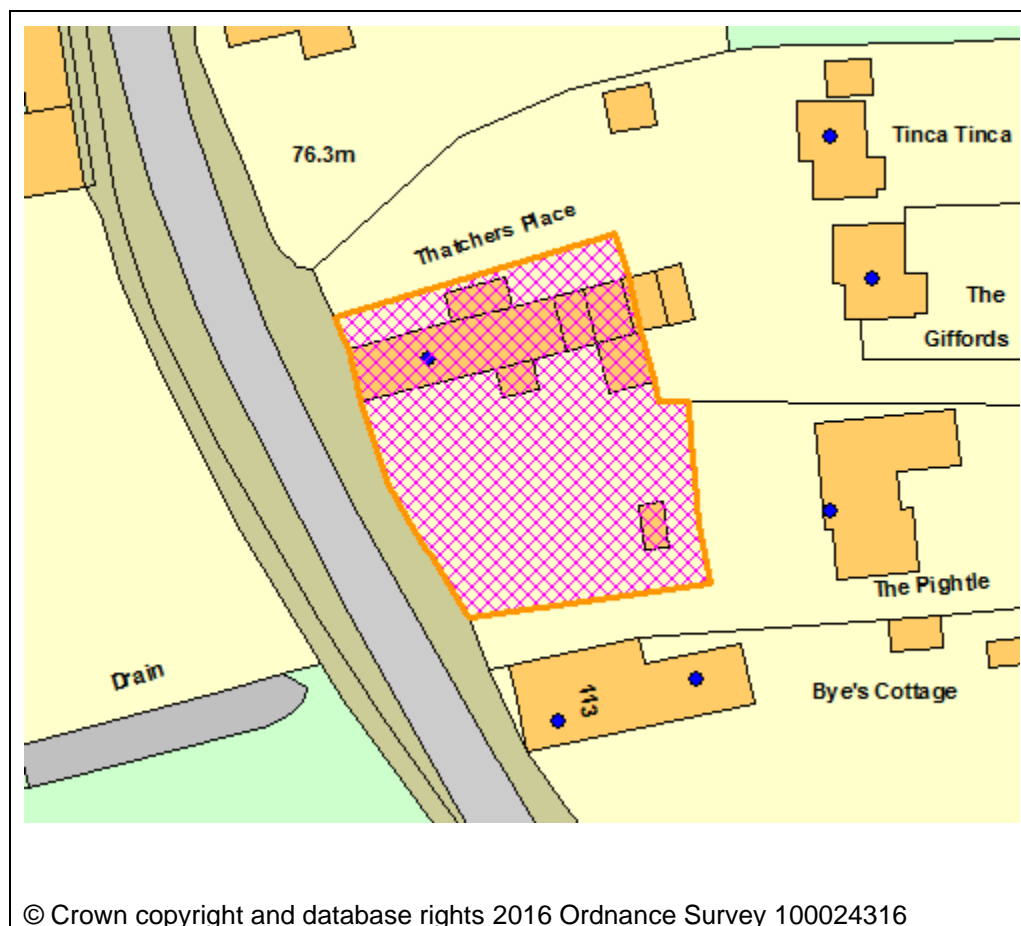 Tinca Tinca
76.3m
Thatchers Place
The
Giffords
The Pightle
Drain
113
Bye's Cottage
© Crown copyright and database rights 2016 Ordnance Survey 100024316